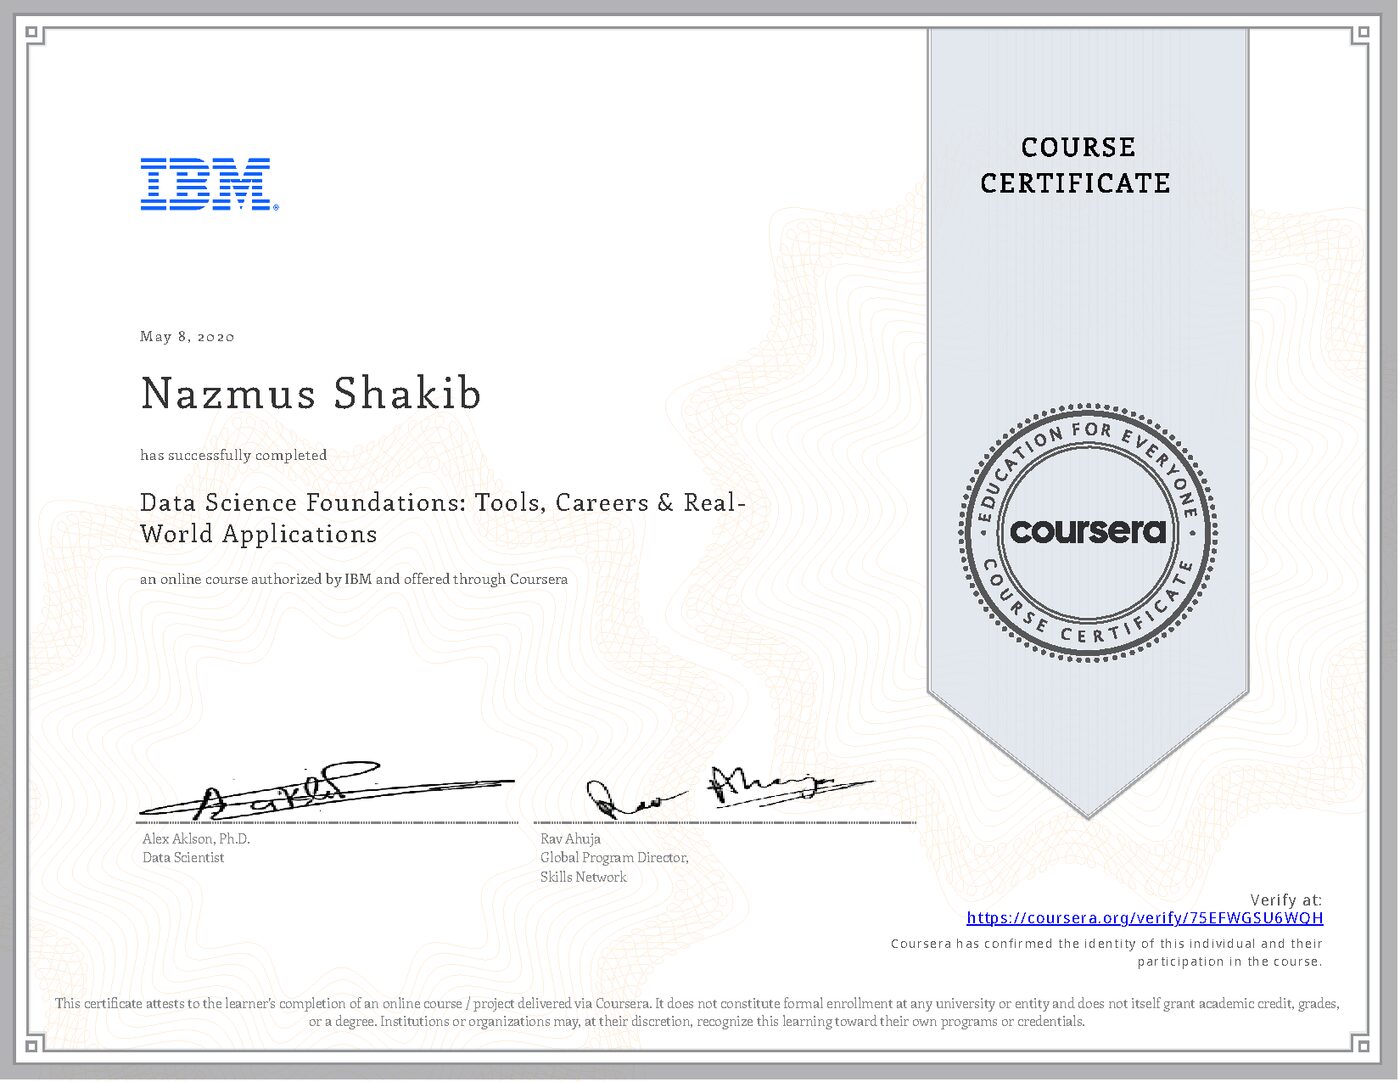 IBM
COURSE
CERTIFICATE
May 8, 2020
Nazmus Shakib
has successfully completed
Data Science Foundations: Tools, Careers & Real-
World Applications
an online course authorized by IBM and offered through Coursera
EDUCATION FOR EVERYONE
coursera
COURSE CERTIFICATE
Alex Aklson, Ph.D.
Data Scientist
Rav Ahuja
Global Program Director,
Skills Network
Verify at:
https://coursera.org/verify/75EFWGSU6WQH
Coursera has confirmed the identity of this individual and their
participation in the course.
This certificate attests to the learner's completion of an online course / project delivered via Coursera. It does not constitute formal enrollment at any university or entity and does not itself grant academic credit, grades,
or a degree. Institutions or organizations may, at their discretion, recognize this learning toward their own programs or credentials.